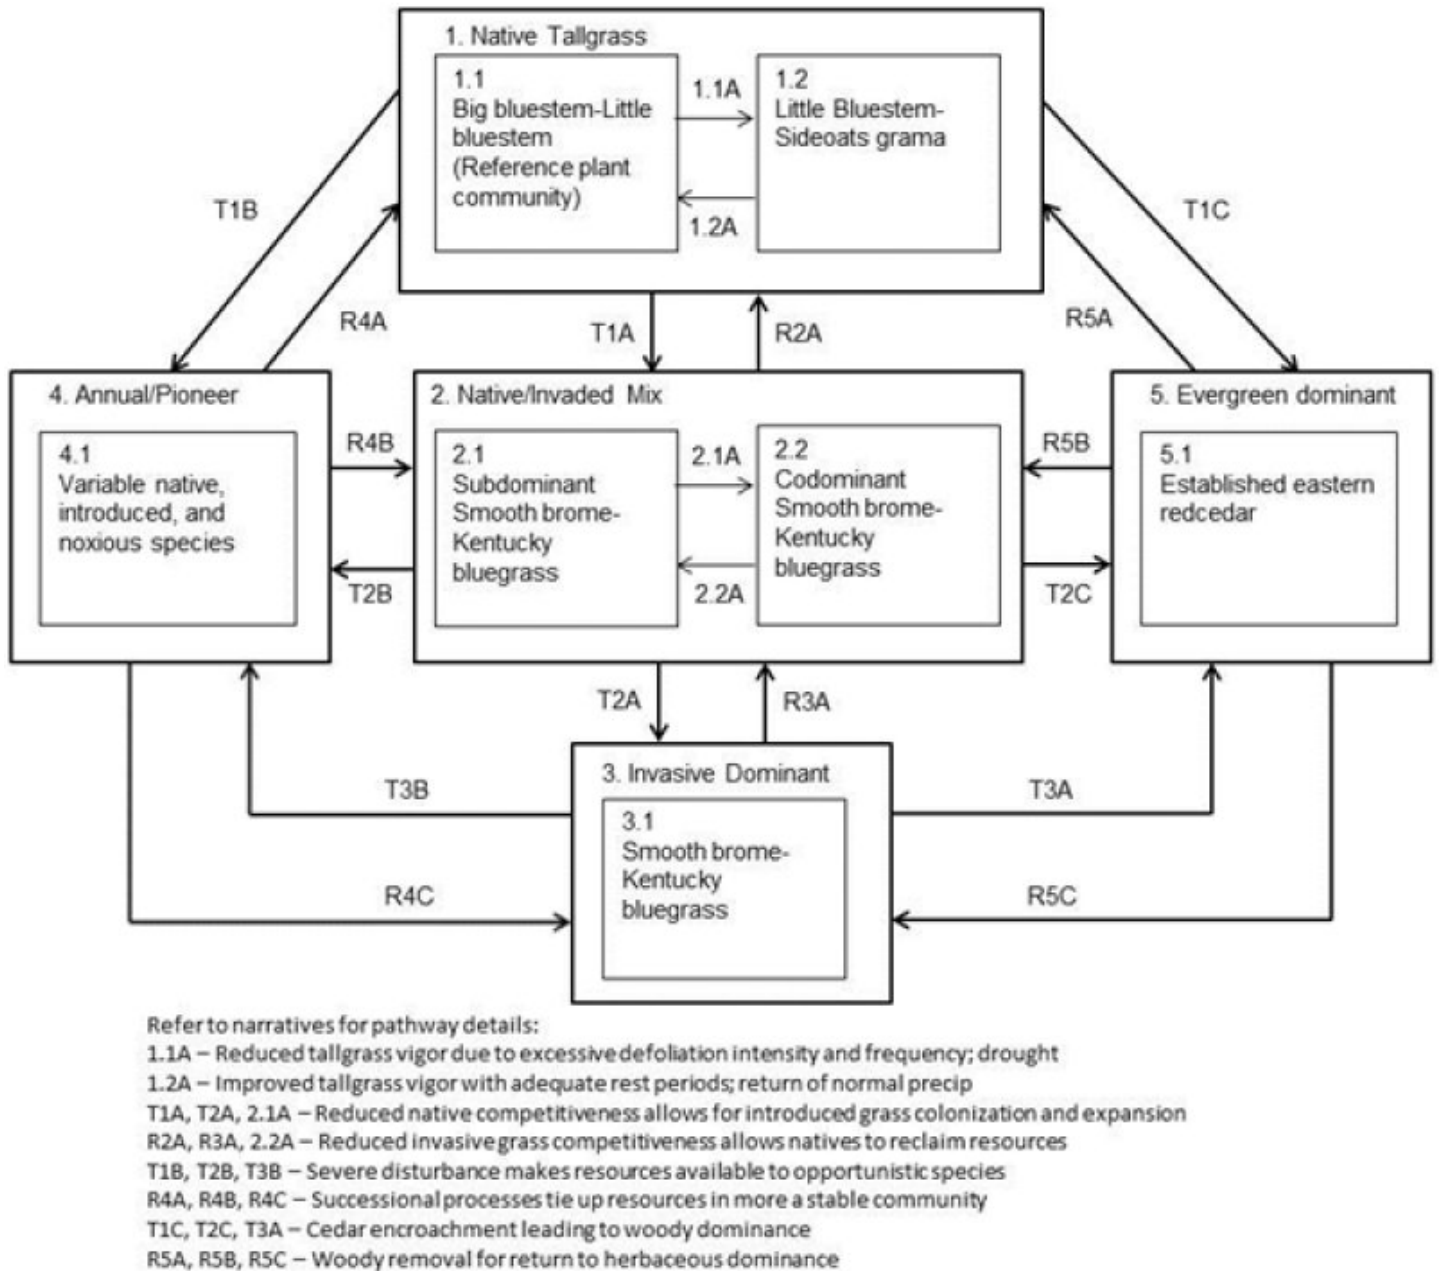 1. Native Tallgrass
1.1
Big bluestem-Little
bluestem
(Reference plant
community)
1.1A
1.2A
1.2
Little Bluestem-
Sideoats grama
T1B
R4A
T1A
R2A
R5A
T1C
4. Annual/Pioneer
4.1
Variable native,
introduced, and
noxious species
R4B
T2B
2. Native/Invaded Mix
2.1
Subdominant
Smooth brome-
Kentucky
bluegrass
2.1A
2.2A
2.2
Codominant
Smooth brome-
Kentucky
bluegrass
R5B
T2C
5. Evergreen dominant
5.1
Established eastern
redcedar
T2A
R3A
T3B
R4C
3. Invasive Dominant
3.1
Smooth brome-
Kentucky
bluegrass
T3A
R5C
Refer to narratives for pathway details:
1.1A – Reduced tallgrass vigor due to excessive defoliation intensity and frequency; drought
1.2A – Improved tallgrass vigor with adequate rest periods; return of normal precip
T1A, T2A, 2.1A – Reduced native competitiveness allows for introduced grass colonization and expansion
R2A, R3A, 2.2A – Reduced invasive grass competitiveness allows natives to reclaim resources
T1B, T2B, T3B – Severe disturbance makes resources available to opportunistic species
R4A, R4B, R4C – Successional processes tie up resources in more a stable community
T1C, T2C, T3A – Cedar encroachment leading to woody dominance
R5A, R5B, R5C – Woody removal for return to herbaceous dominance